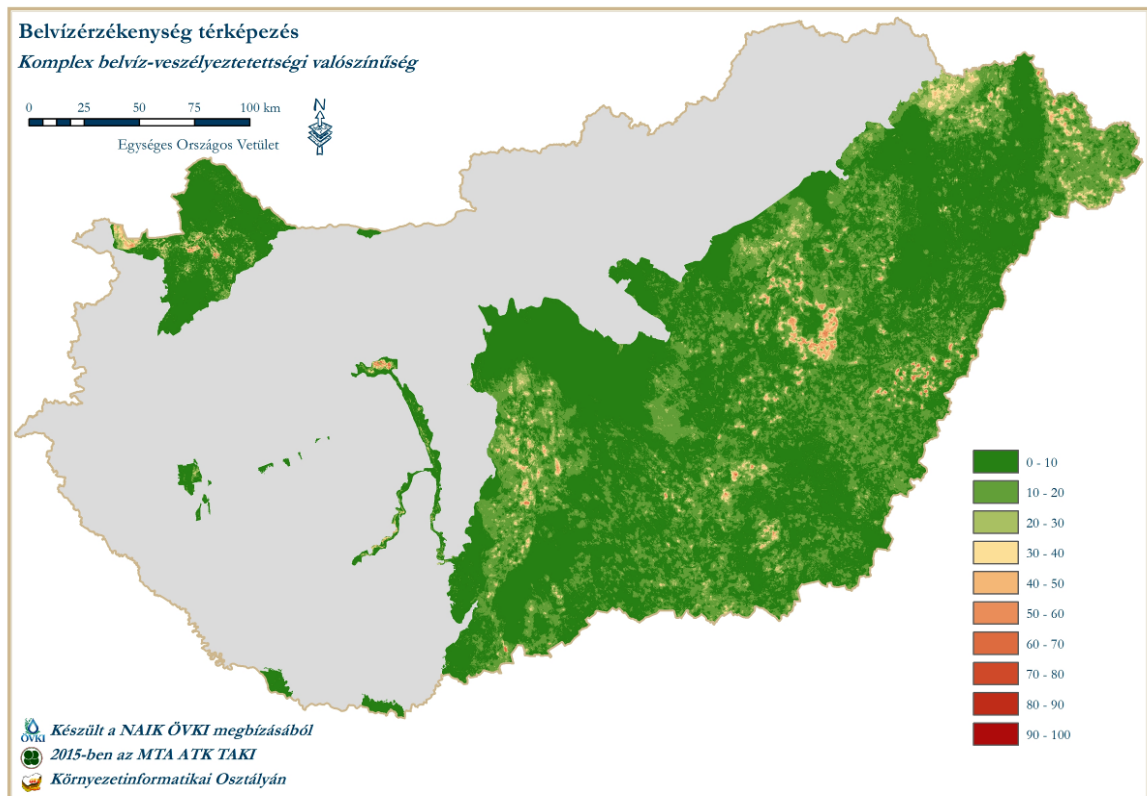 Belvízérzékenység térképezés
Komplex belvíz-veszélyeztetettségi valószínűség
0 25 50 75 100 km
N
Egységes Országos Vetület
0 - 10
10 - 20
20 - 30
30 - 40
40 - 50
50 - 60
60 - 70
70 - 80
80 - 90
90 - 100
ÖVKI
Készült a NAIK ÖVKI megbízásából
2015-ben az MTA ATK TAKI
Környezetinformatikai Osztályán